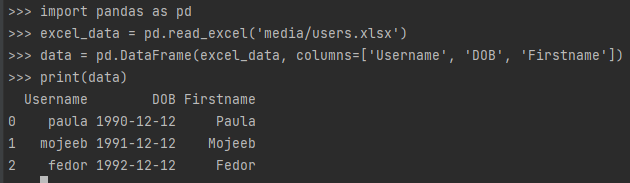 >>> import pandas as pd
>>> excel_data = pd.read_excel('media/users.xlsx')
>>> data = pd.DataFrame(excel_data, columns=['Username', 'DOB', 'Firstname'])
>>> print(data)
  Username        DOB Firstname
0    paula 1990-12-12     Paula
1   mojeeb 1991-12-12    Mojeeb
2    fedor 1992-12-12     Fedor